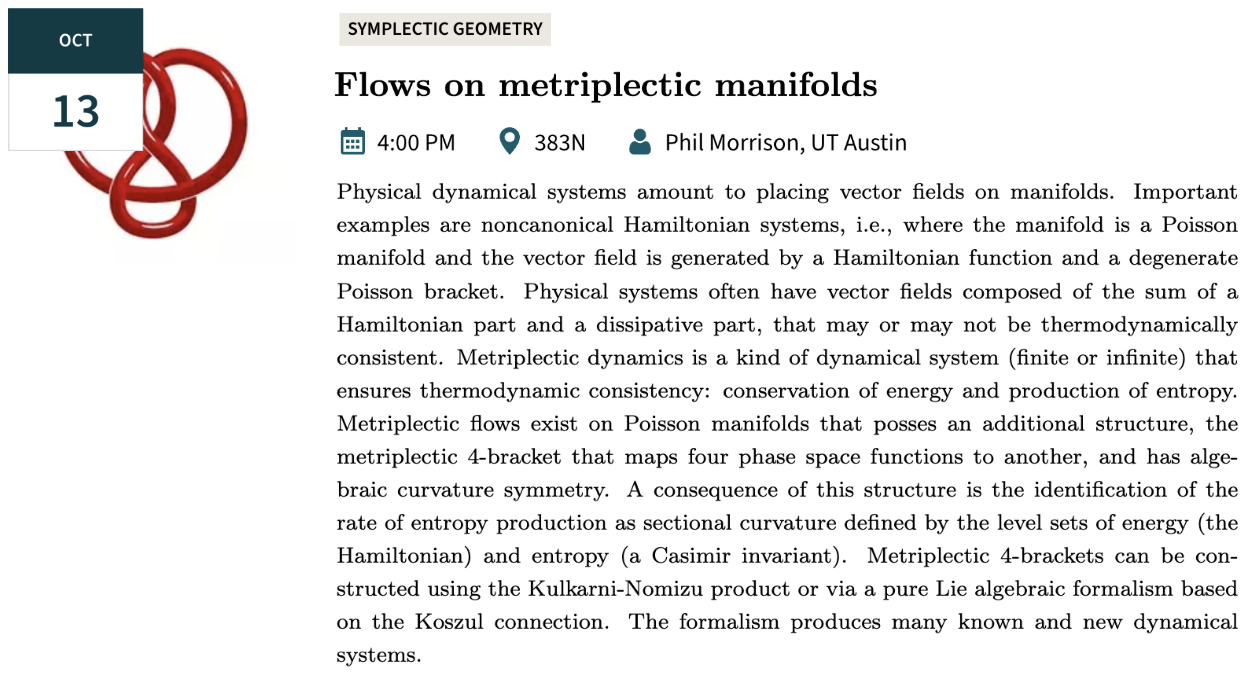 OCT
13
SYMPLECTIC GEOMETRY
Flows on metriplectic manifolds
4:00 PM 383N Phil Morrison, UT Austin
Physical dynamical systems amount to placing vector fields on manifolds. Important
examples are noncanonical Hamiltonian systems, i.e., where the manifold is a Poisson
manifold and the vector field is generated by a Hamiltonian function and a degenerate
Poisson bracket. Physical systems often have vector fields composed of the sum of a
Hamiltonian part and a dissipative part, that may or may not be thermodynamically
consistent. Metriplectic dynamics is a kind of dynamical system (finite or infinite) that
ensures thermodynamic consistency: conservation of energy and production of entropy.
Metriplectic flows exist on Poisson manifolds that posses an additional structure, the
metriplectic 4-bracket that maps four phase space functions to another, and has alge-
braic curvature symmetry. A consequence of this structure is the identification of the
rate of entropy production as sectional curvature defined by the level sets of energy (the
Hamiltonian) and entropy (a Casimir invariant). Metriplectic 4-brackets can be con-
structed using the Kulkarni-Nomizu product or via a pure Lie algebraic formalism based
on the Koszul connection. The formalism produces many known and new dynamical
systems.